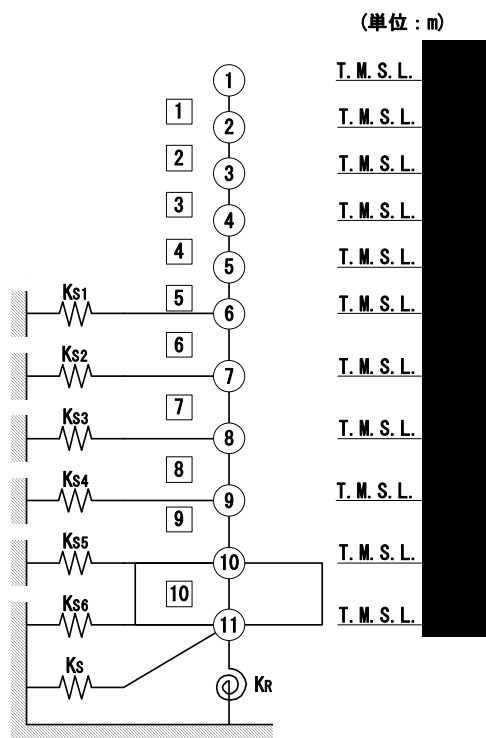 (単位：m)
1 T.M.S.L.
1
2 T.M.S.L.
2
3 T.M.S.L.
3
4 T.M.S.L.
4
5 T.M.S.L.
KS1 5
6 T.M.S.L.
KS2 6
7 T.M.S.L.
KS3 7
8 T.M.S.L.
KS4 8
9 T.M.S.L.
9
KS5 10 T.M.S.L.
10
KS6 11 T.M.S.L.
KS
KR